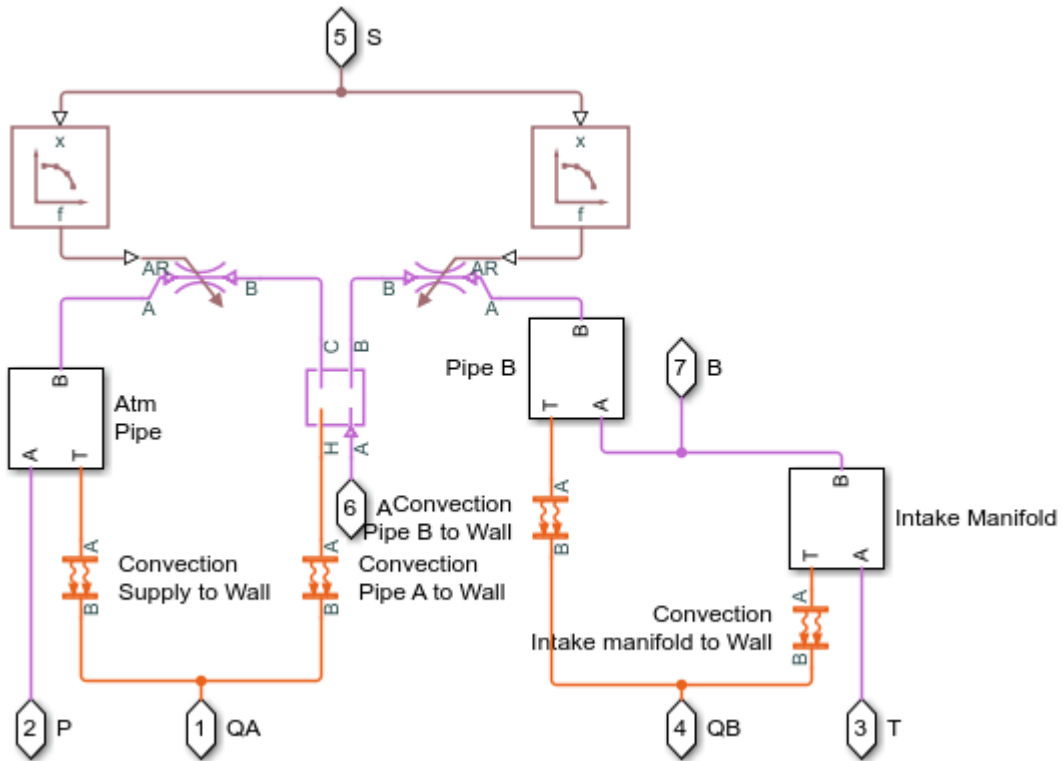 5 S
x
x
f
f
AR
B
A
B
AR
A
C
B
B
Atm
Pipe
A
T
H
A
6 A
B
Pipe B
T
A
7 B
B
Intake Manifold
T
A
A
Convection
Pipe B to Wall
B
A
Convection
Supply to Wall
B
A
Convection
Pipe A to Wall
B
A
Convection
Intake manifold to Wall
B
2 P
1 QA
4 QB
3 T